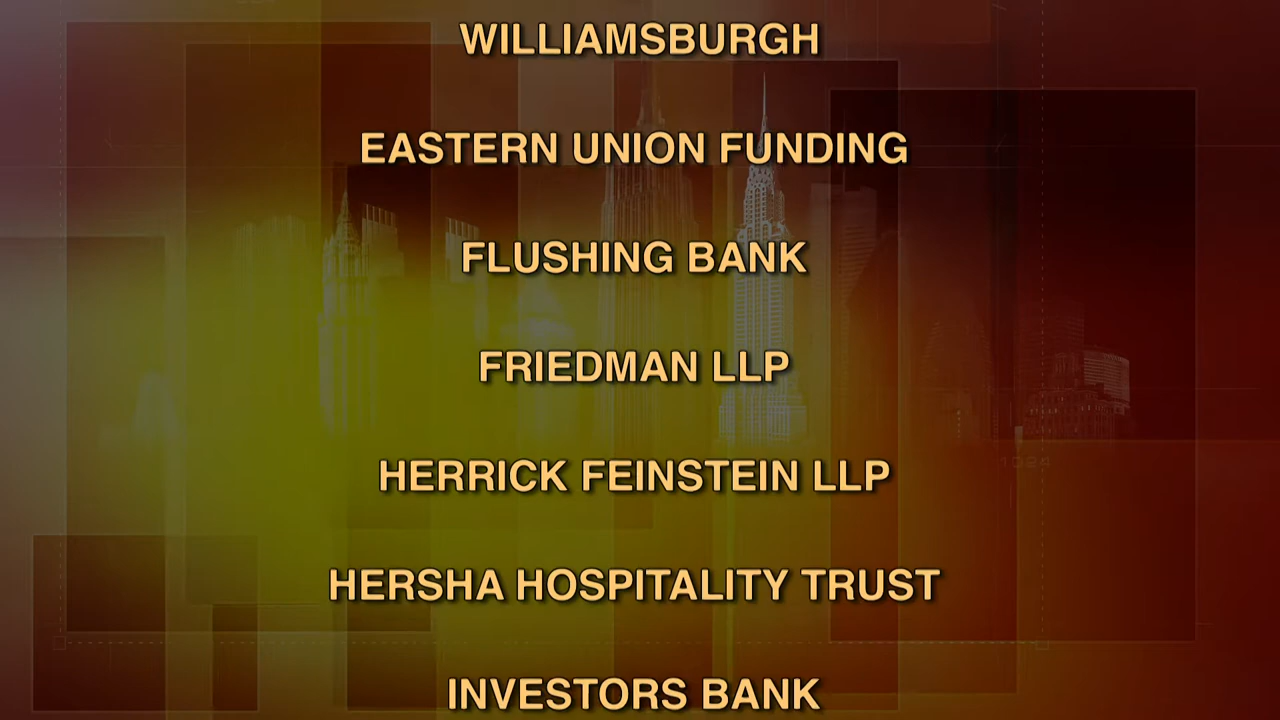 WILLIAMSBURGH
EASTERN UNION FUNDING
FLUSHING BANK
FRIEDMAN LLP
HERRICK FEINSTEIN LLP
HERSHA HOSPITALITY TRUST
INVESTORS BANK